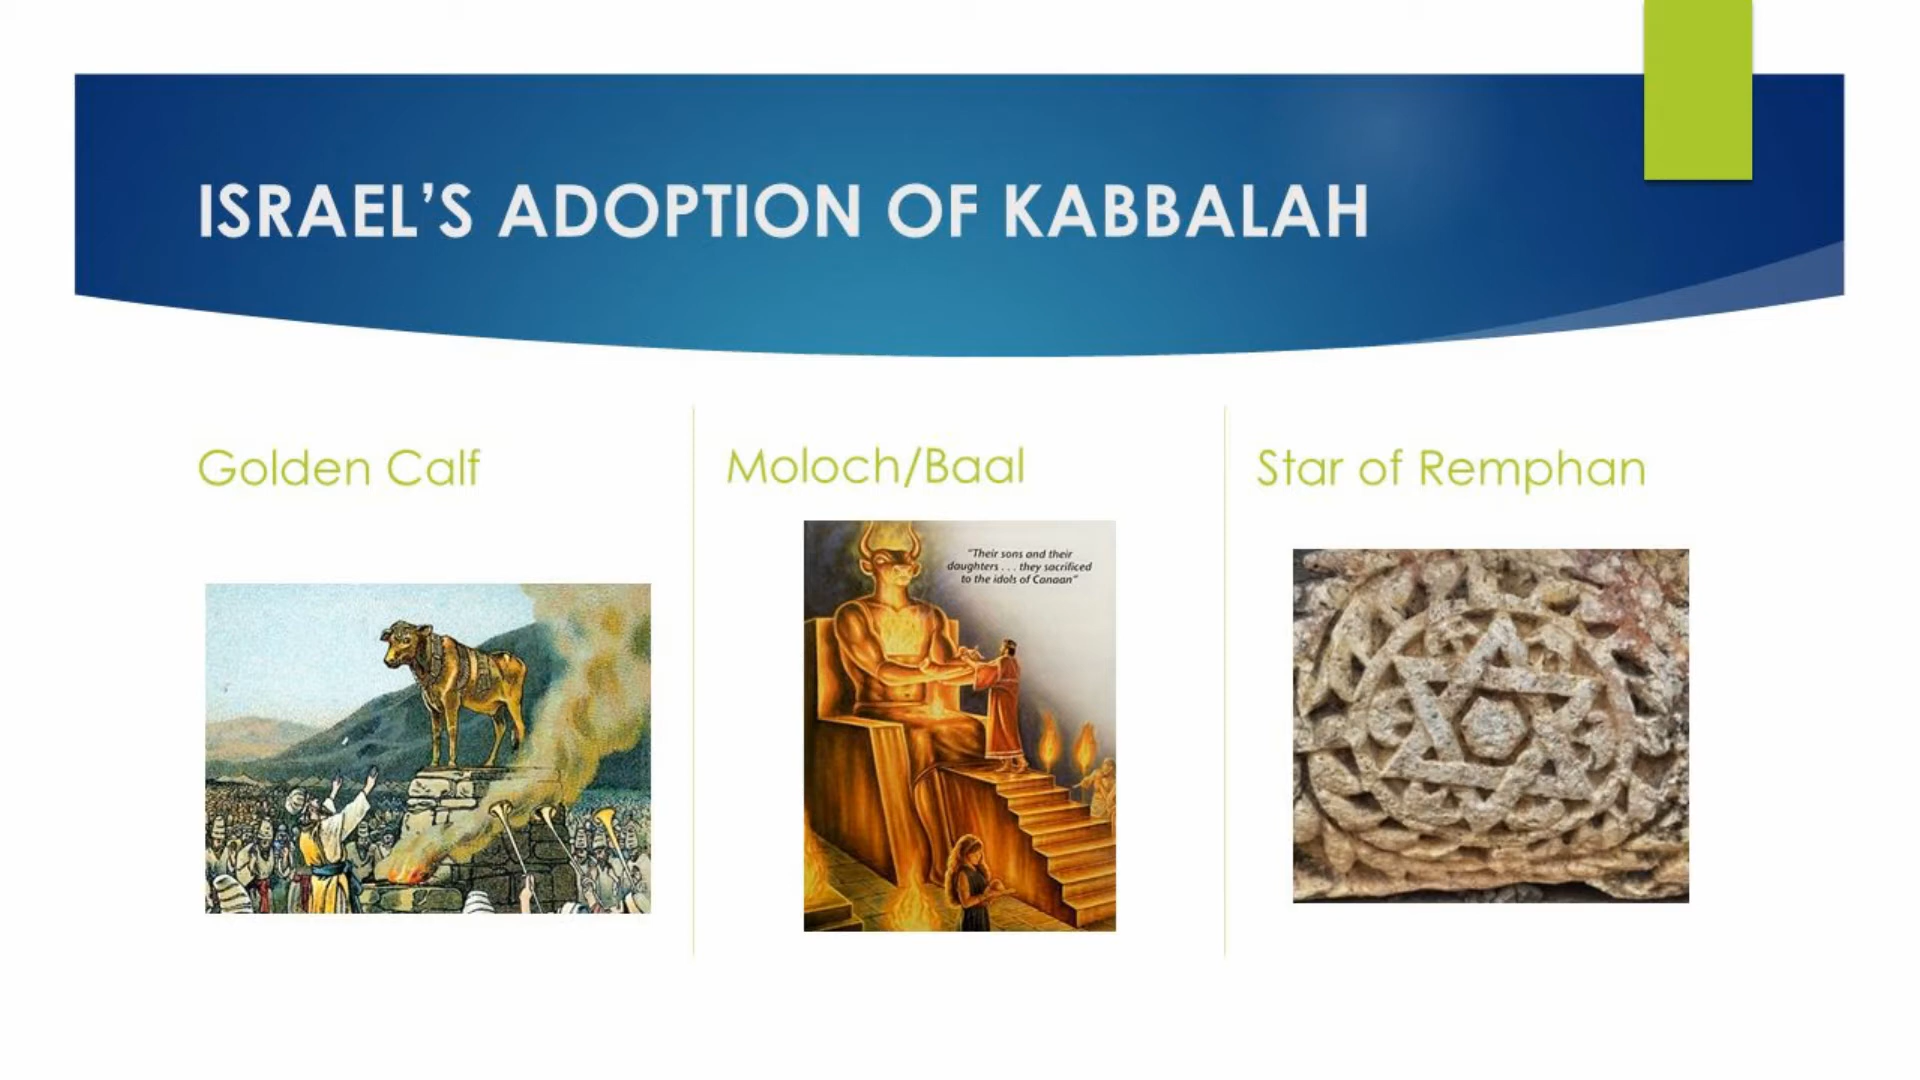 ISRAEL’S ADOPTION OF KABBALAH
Golden Calf
Moloch/Baal
"Their sons and their
daughters . . . they sacrificed
to the idols of Canaan"
Star of Remphan